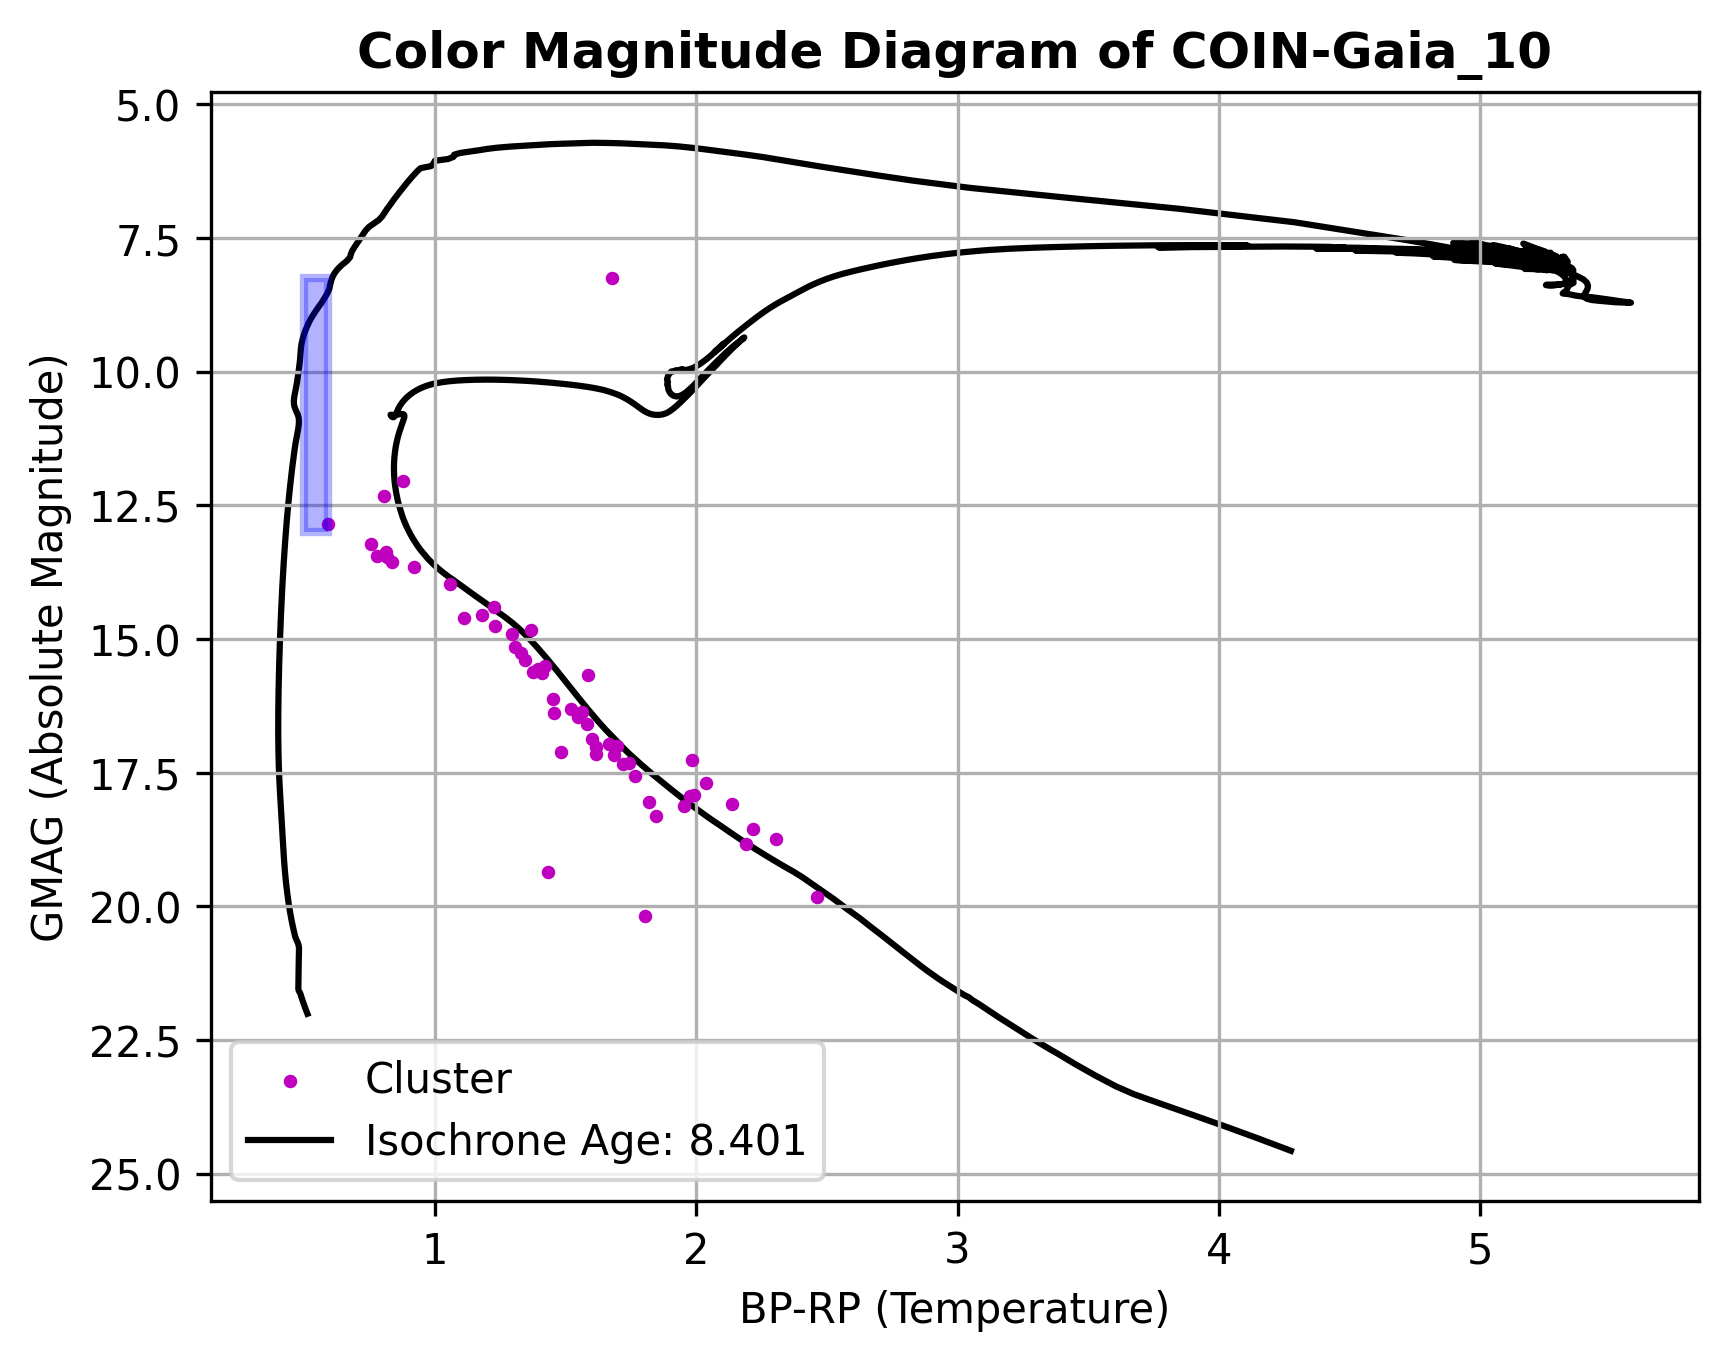 Color Magnitude Diagram of COIN-Gaia_10
GMAG (Absolute Magnitude)
5.0
7.5
10.0
12.5
15.0
17.5
20.0
22.5
25.0
Cluster
Isochrone Age: 8.401
1 2 3 4 5
BP-RP (Temperature)